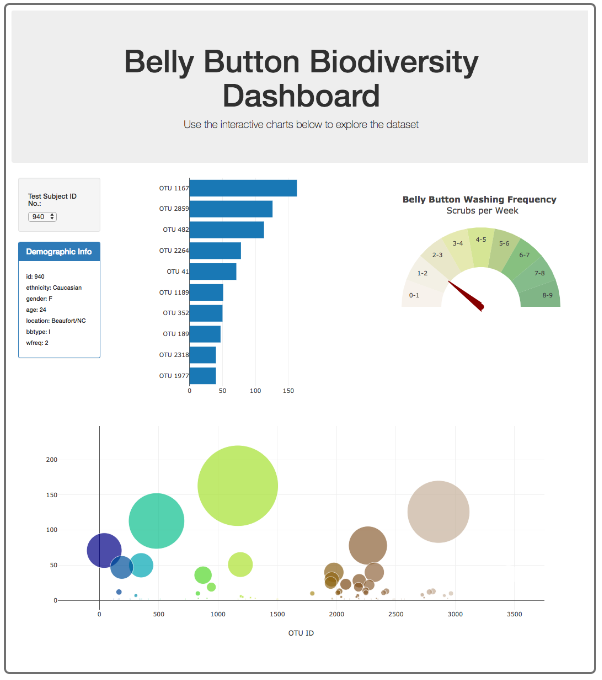 Belly Button Biodiversity
Dashboard
Use the interactive charts below to explore the dataset
Test Subject ID
No.:
940
Demographic Info
id: 940
ethnicity: Caucasian
gender: F
age: 24
location: Beaufort/NC
bbtype: I
wfreq: 2
OTU 1167
OTU 2859
OTU 482
OTU 2264
OTU 41
OTU 1189
OTU 352
OTU 189
OTU 2318
OTU 1977
0 50 100 150
Belly Button Washing Frequency
Scrubs per Week
0-1
1-2
2-3
3-4
4-5
5-6
6-7
7-8
8-9
200
150
100
50
0
0 500 1000 1500 2000 2500 3000 3500
OTU ID